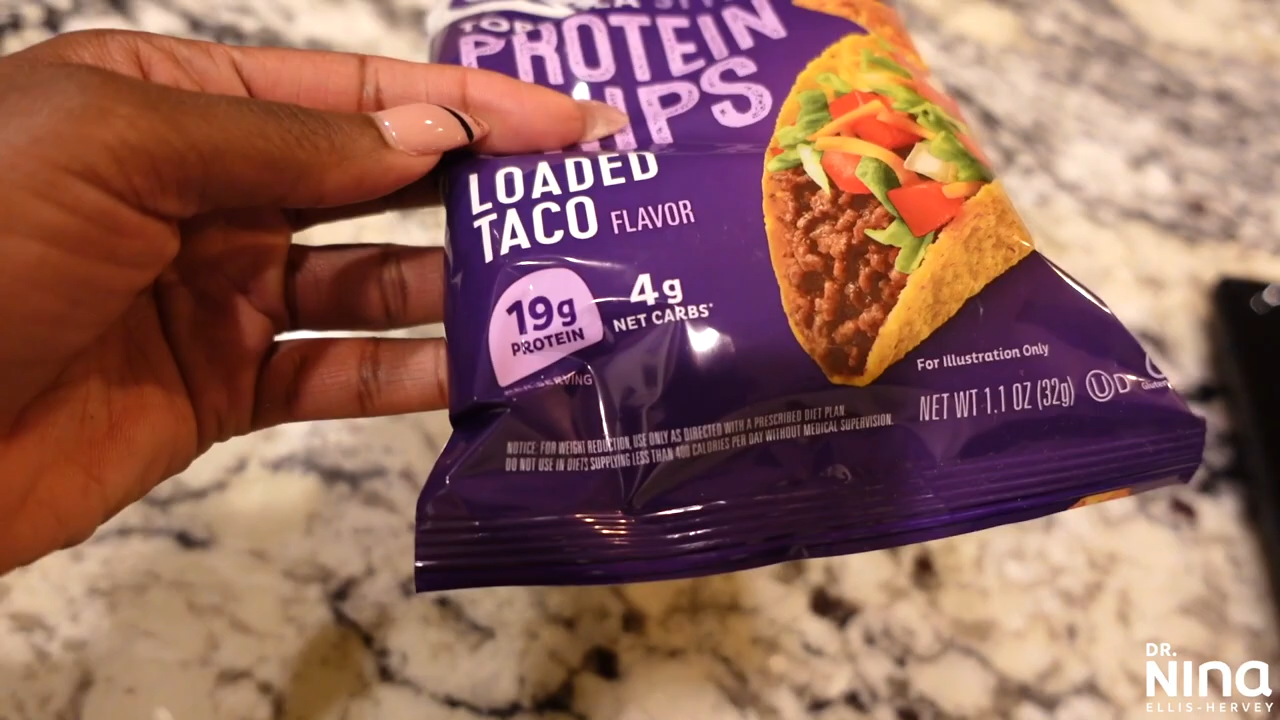 PROTEIN
LOADED
TACO FLAVOR
19g
PROTEIN
4g
NET CARBS*
SERVING
For Illustration Only
NET WT 1.1 OZ (32g) UD
NOTICE: FOR WEIGHT REDUCTION, USE ONLY AS DIRECTED WITH A PRESCRIBED DIET PLAN.
DO NOT USE IN DIETS SUPPLYING LESS THAN 400 CALORIES PER DAY WITHOUT MEDICAL SUPERVISION.
DR.
Nina
ELLIS-HERVEY